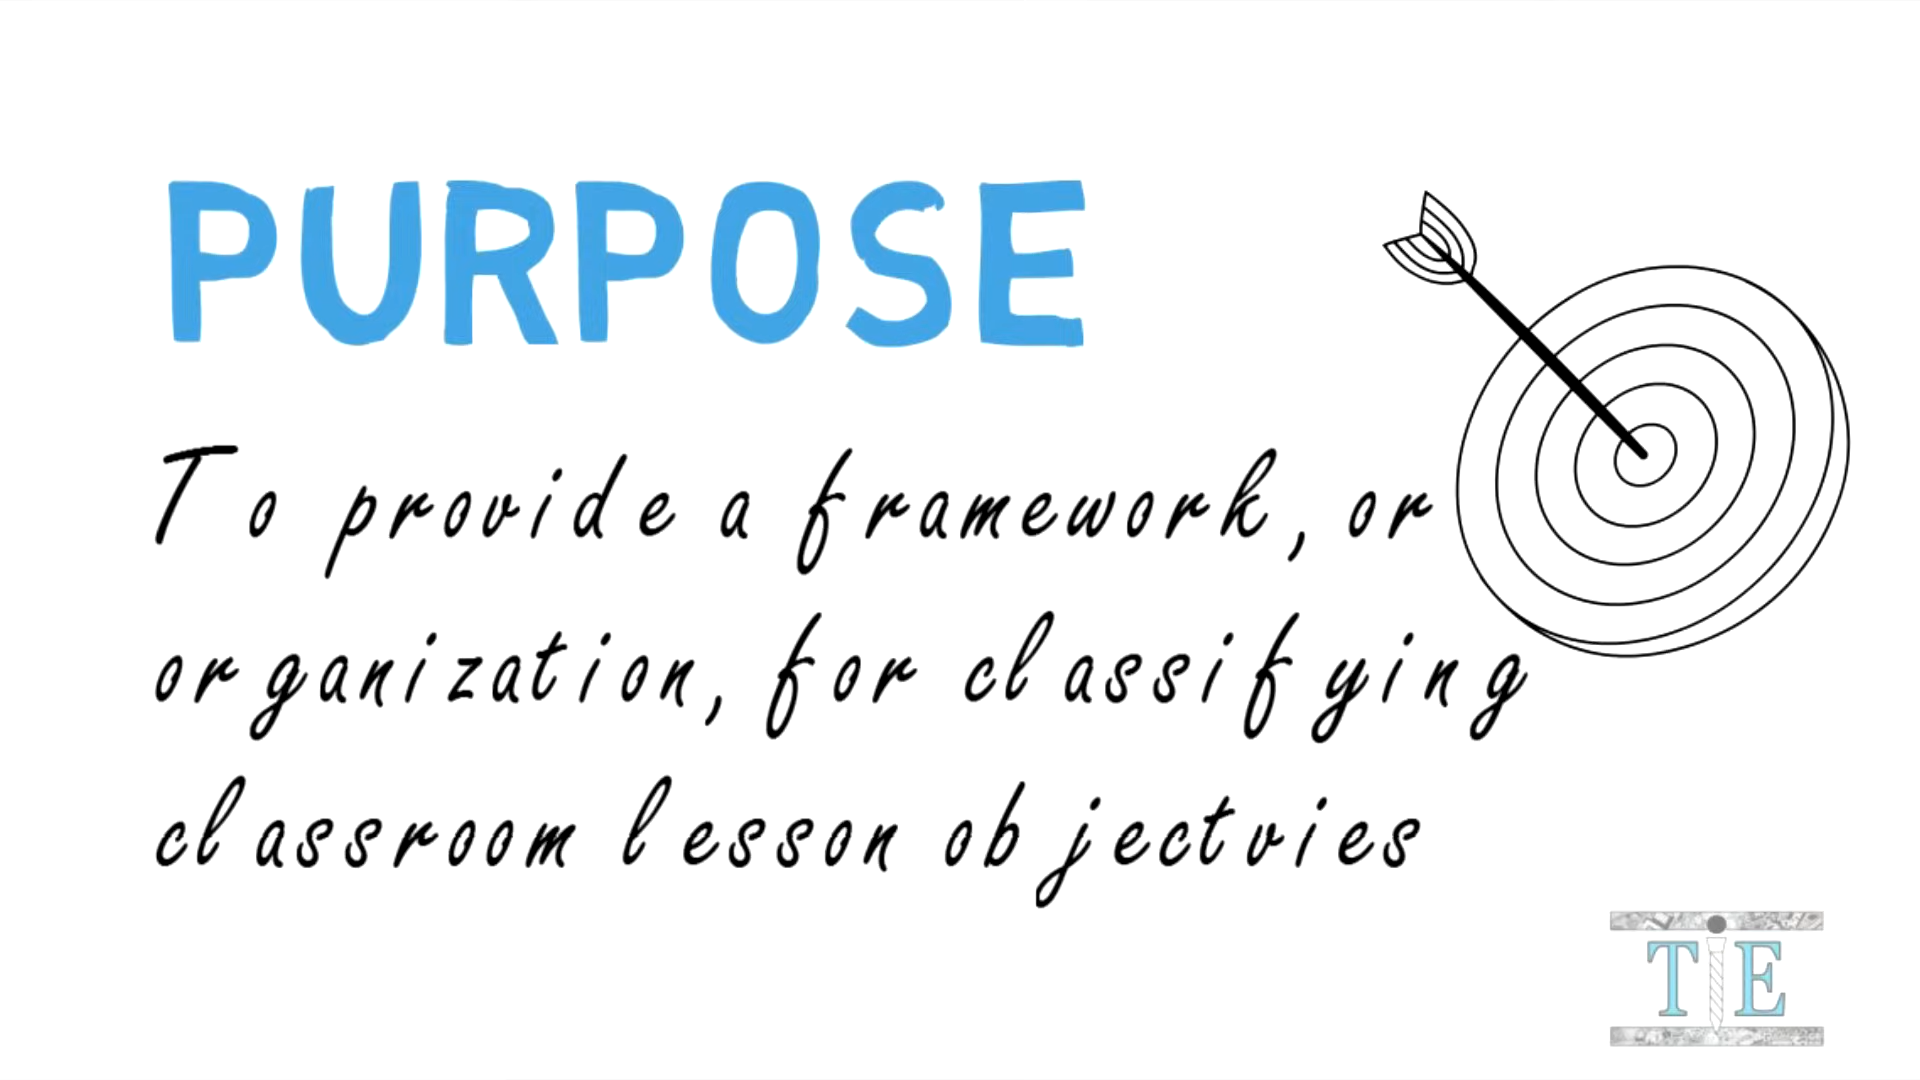 PURPOSE
To provide a framework, or
organization, for classifying
classroom lesson objectvies
TiE